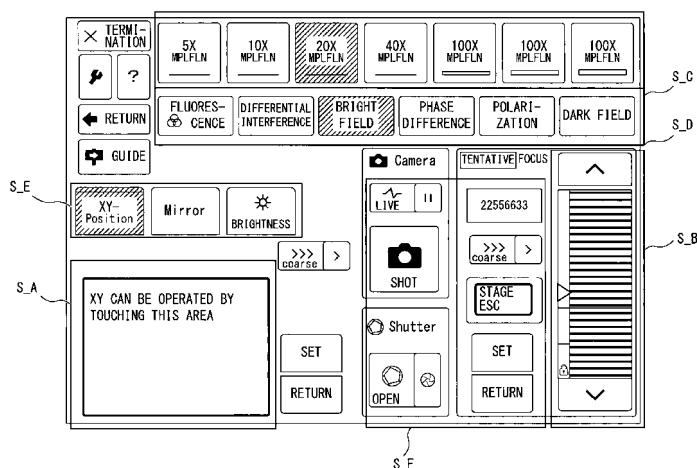 × TERMI-
NATION
5X
MPLFLN
10X
MPLFLN
20X
MPLFLN
40X
MPLFLN
100X
MPLFLN
100X
MPLFLN
100X
MPLFLN
S_C
?
FLUORES-
CENCE
DIFFERENTIAL
INTERFERENCE
BRIGHT
FIELD
PHASE
DIFFERENCE
POLARI-
ZATION
DARK FIELD
S_D
RETURN
GUIDE
Camera
TENTATIVE FOCUS
S_E
XY-
Position
Mirror
BRIGHTNESS
LIVE
22556633
S_B
>>>
coarse
>
>>>
coarse
>
SHOT
S_A
XY CAN BE OPERATED BY
TOUCHING THIS AREA
STAGE
ESC
Shutter
SET
SET
OPEN
RETURN
RETURN
S_F